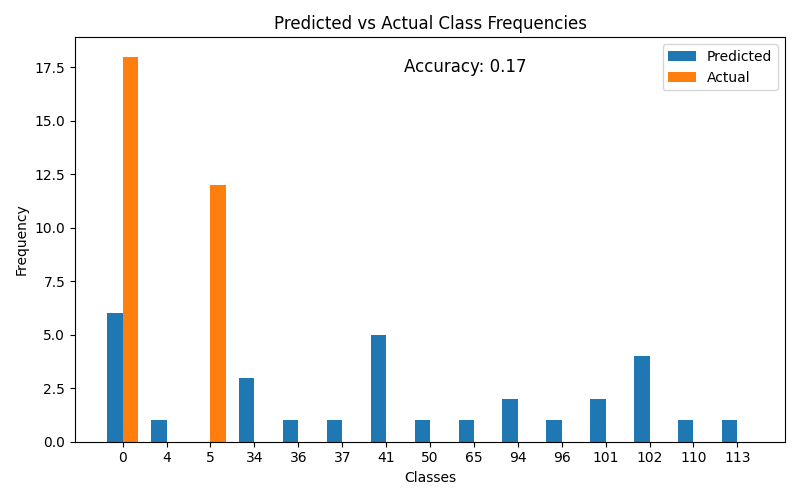 Predicted vs Actual Class Frequencies
Accuracy: 0.17
Predicted
Actual
Frequency
17.5
15.0
12.5
10.0
7.5
5.0
2.5
0.0
0 4 5 34 36 37 41 50 65 94 96 101 102 110 113
Classes